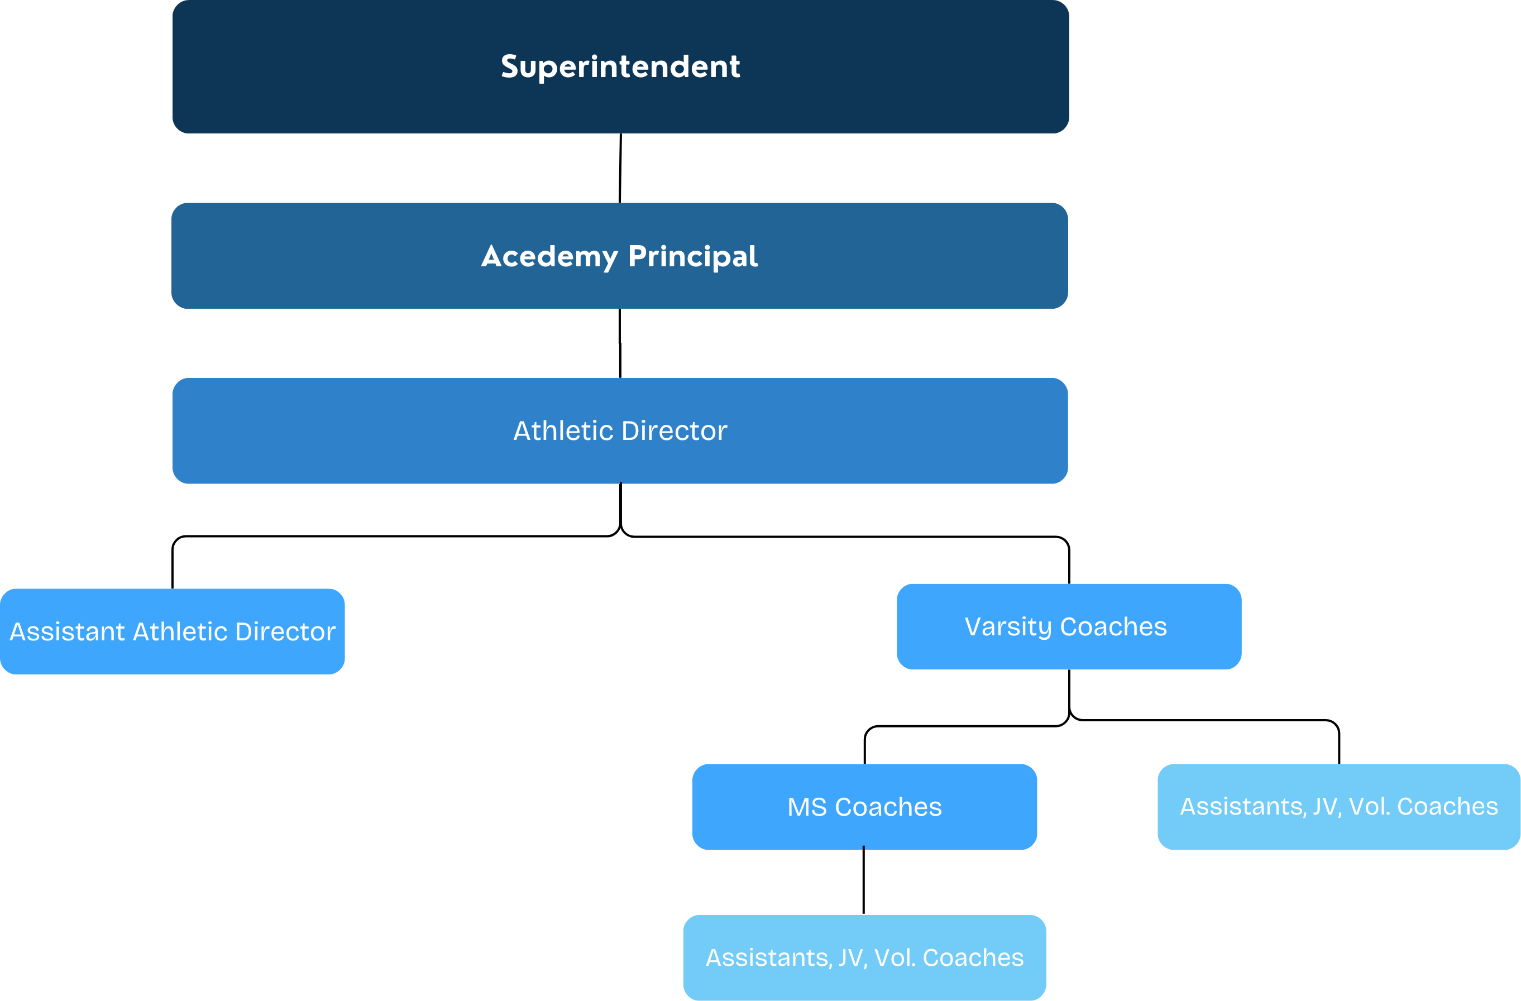 Superintendent
Acedemy Principal
Athletic Director
Assistant Athletic Director
Varsity Coaches
MS Coaches
Assistants, JV, Vol. Coaches
Assistants, JV, Vol. Coaches